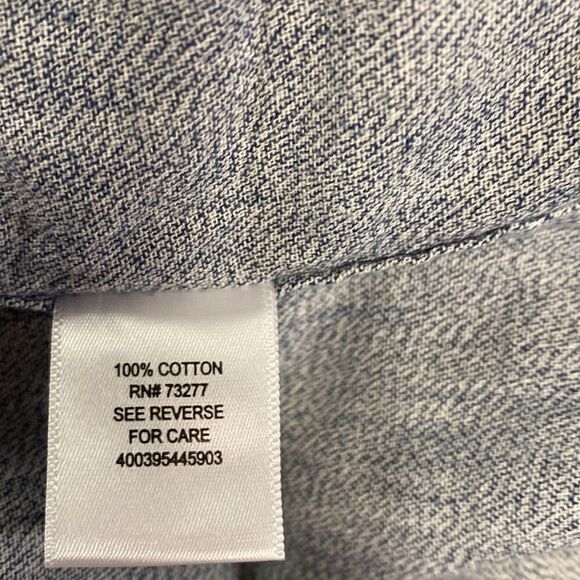 100% COTTON
RN# 73277
SEE REVERSE
FOR CARE
400395445903